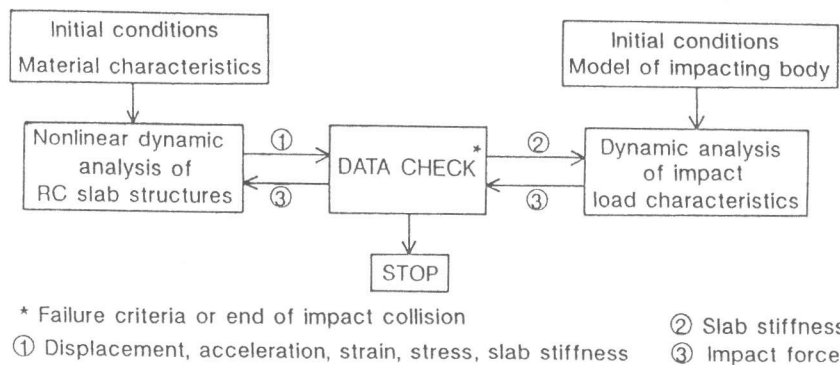 Initial conditions
Material characteristics
Initial conditions
Model of impacting body
Nonlinear dynamic
analysis of
RC slab structures
①
③
DATA CHECK*
②
③
Dynamic analysis
of impact
load characteristics
STOP
* Failure criteria or end of impact collision
① Displacement, acceleration, strain, stress, slab stiffness
② Slab stiffness
③ Impact force